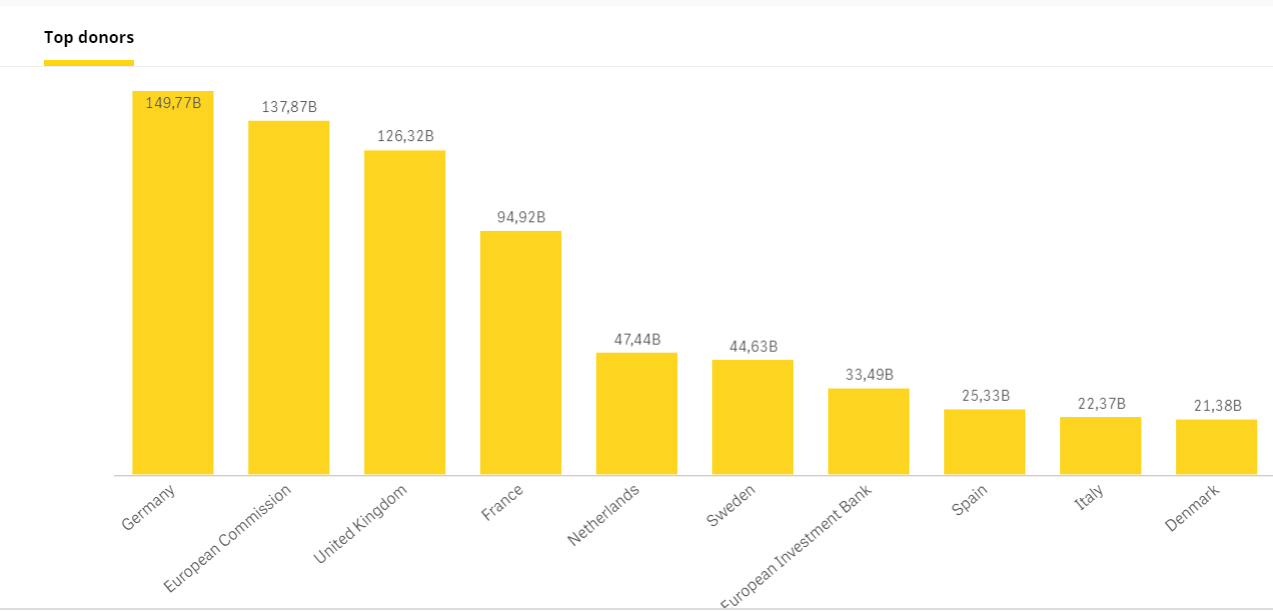 Top donors
149,77B
137,87B
126,32B
94,92B
47,44B
44,63B
33,49B
25,33B
22,37B
21,38B
Germany
European Commission
United Kingdom
France
Netherlands
Sweden
European Investment Bank
Spain
Italy
Denmark